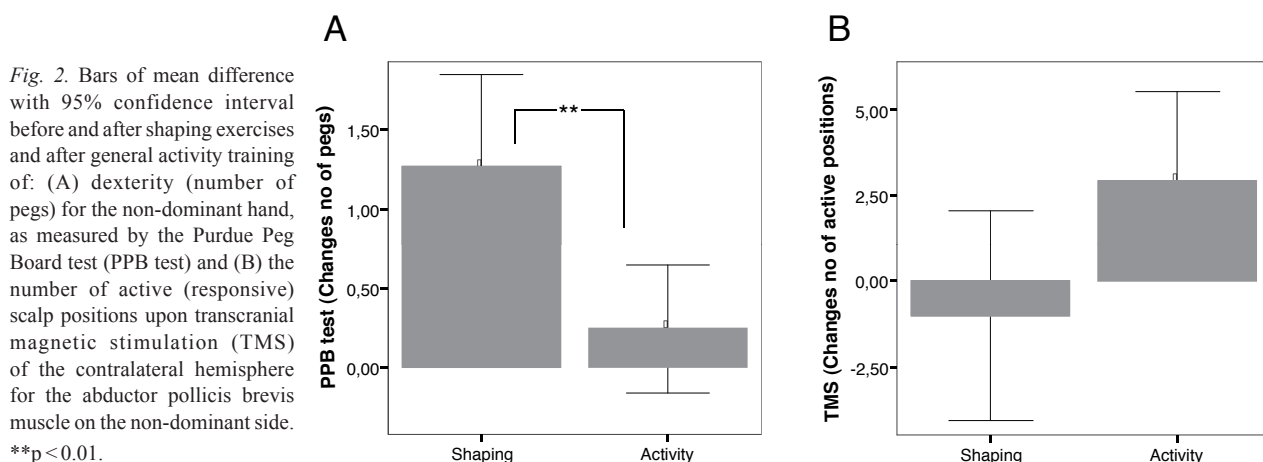 Fig. 2. Bars of mean difference
with 95% confidence interval
before and after shaping exercises
and after general activity training
of: (A) dexterity (number of
pegs) for the non-dominant hand,
as measured by the Purdue Peg
Board test (PPB test) and (B) the
number of active (responsive)
scalp positions upon transcranial
magnetic stimulation (TMS)
of the contralateral hemisphere
for the abductor pollicis brevis
muscle on the non-dominant side.
**p<0.01.
A
PPB test (Changes no of pegs)
1,50
1,00
0,50
0,00
**
Shaping
Activity
B
TMS (Changes no of active positions)
5,00
2,50
0,00
-2,50
Shaping
Activity